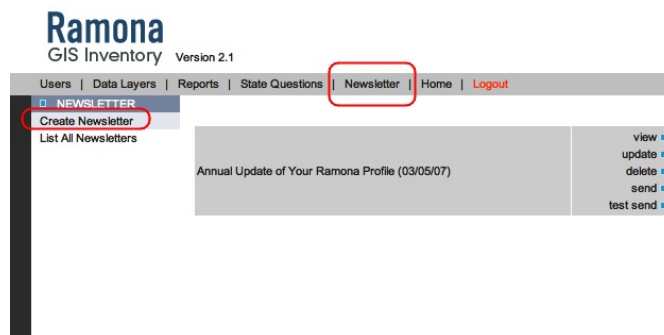 Ramona
GIS Inventory Version 2.1
Users | Data Layers | Reports | State Questions | Newsletter | Home | Logout
NEWSLETTER
Create Newsletter
List All Newsletters
Annual Update of Your Ramona Profile (03/05/07)
view
update
delete
send
test send